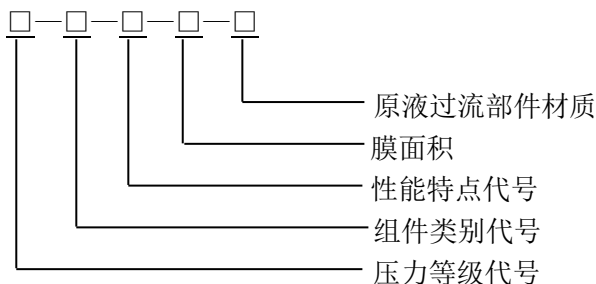 □—□—□—□—□
原液过流部件材质
膜面积
性能特点代号
组件类别代号
压力等级代号